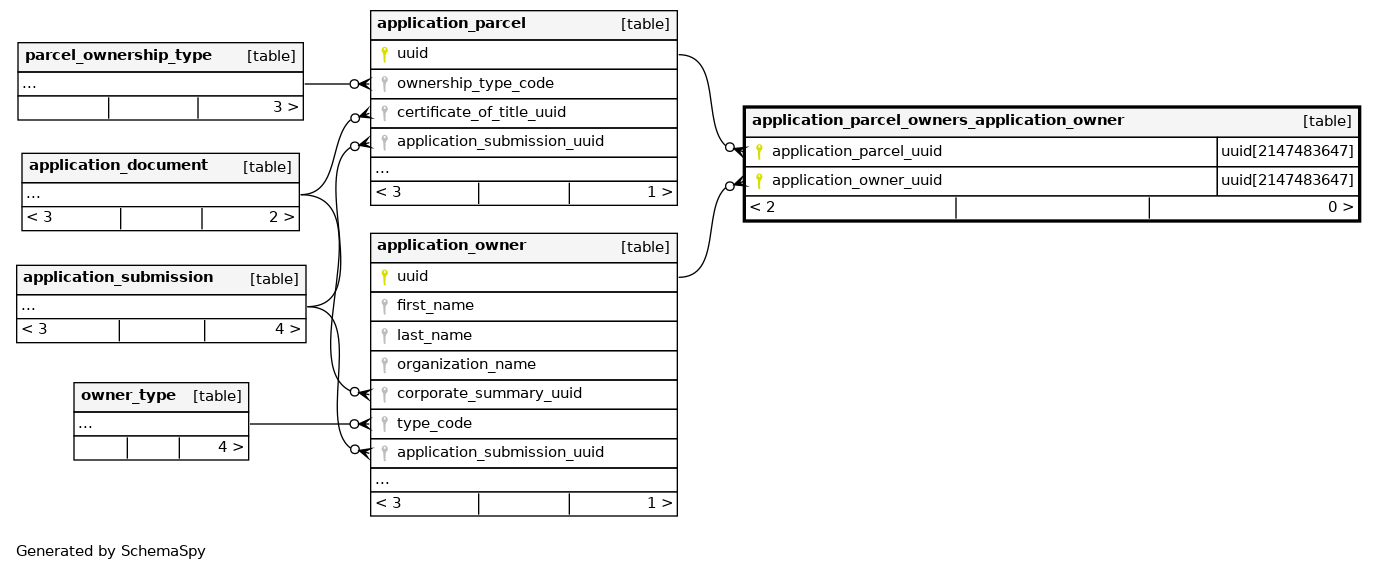 parcel_ownership_type [table]
...
3 >
application_document [table]
...
< 3 2 >
application_submission [table]
...
< 3 4 >
owner_type [table]
...
4 >
application_parcel [table]
uuid
ownership_type_code
certificate_of_title_uuid
application_submission_uuid
...
< 3 1 >
application_owner [table]
uuid
first_name
last_name
organization_name
corporate_summary_uuid
type_code
application_submission_uuid
...
< 3 1 >
application_parcel_owners_application_owner [table]
application_parcel_uuid uuid[2147483647]
application_owner_uuid uuid[2147483647]
< 2 0 >
Generated by SchemaSpy